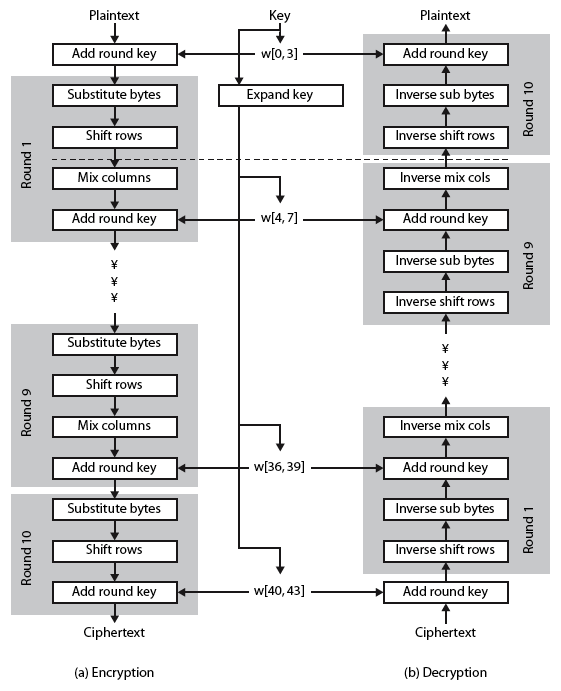 Plaintext
Key
Plaintext
Add round key
w[0, 3]
Add round key
Substitute bytes
Expand key
Inverse sub bytes
Round 1
Round 10
Shift rows
Inverse shift rows
Mix columns
Inverse mix cols
Add round key
w[4, 7]
Add round key
Round 9
¥
¥
¥
Inverse sub bytes
Inverse shift rows
Substitute bytes
¥
¥
¥
Shift rows
Round 9
Mix columns
Inverse mix cols
Add round key
w[36, 39]
Add round key
Substitute bytes
Inverse sub bytes
Round 10
Round 1
Shift rows
Inverse shift rows
Add round key
w[40, 43]
Add round key
Ciphertext
Ciphertext
(a) Encryption
(b) Decryption